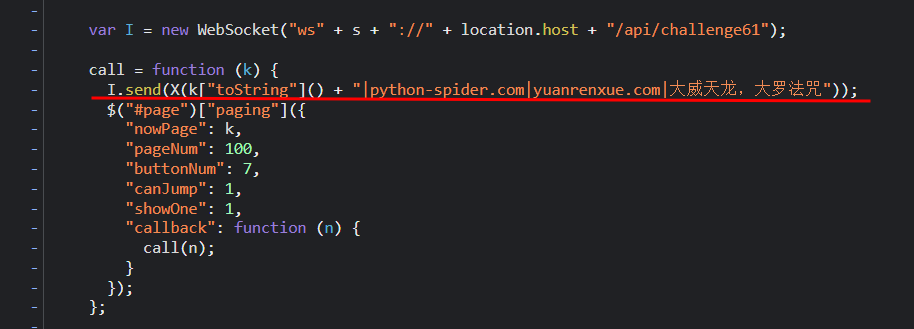 var I = new WebSocket("ws" + s + "://" + location.host + "/api/challenge61");
call = function (k) {
I.send(X(k["toString"]() + "|python-spider.com|yuanrenxue.com|大威天龙，大罗法咒"));
$("#page")["paging"]({
"nowPage": k,
"pageNum": 100,
"buttonNum": 7,
"canJump": 1,
"showOne": 1,
"callback": function (n) {
call(n);
}
});
};